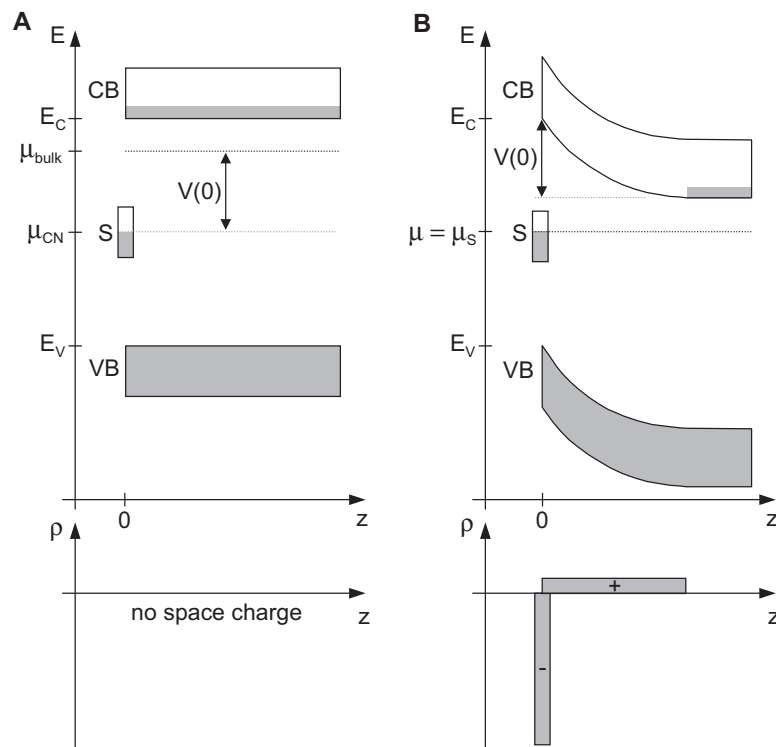 A
E
CB
E_C
μ_bulk
V(0)
μ_CN
S
E_V
VB
0
z
ρ
no space charge
z
B
E
CB
E_C
V(0)
μ = μ_S
S
E_V
VB
0
z
ρ
+
z
-